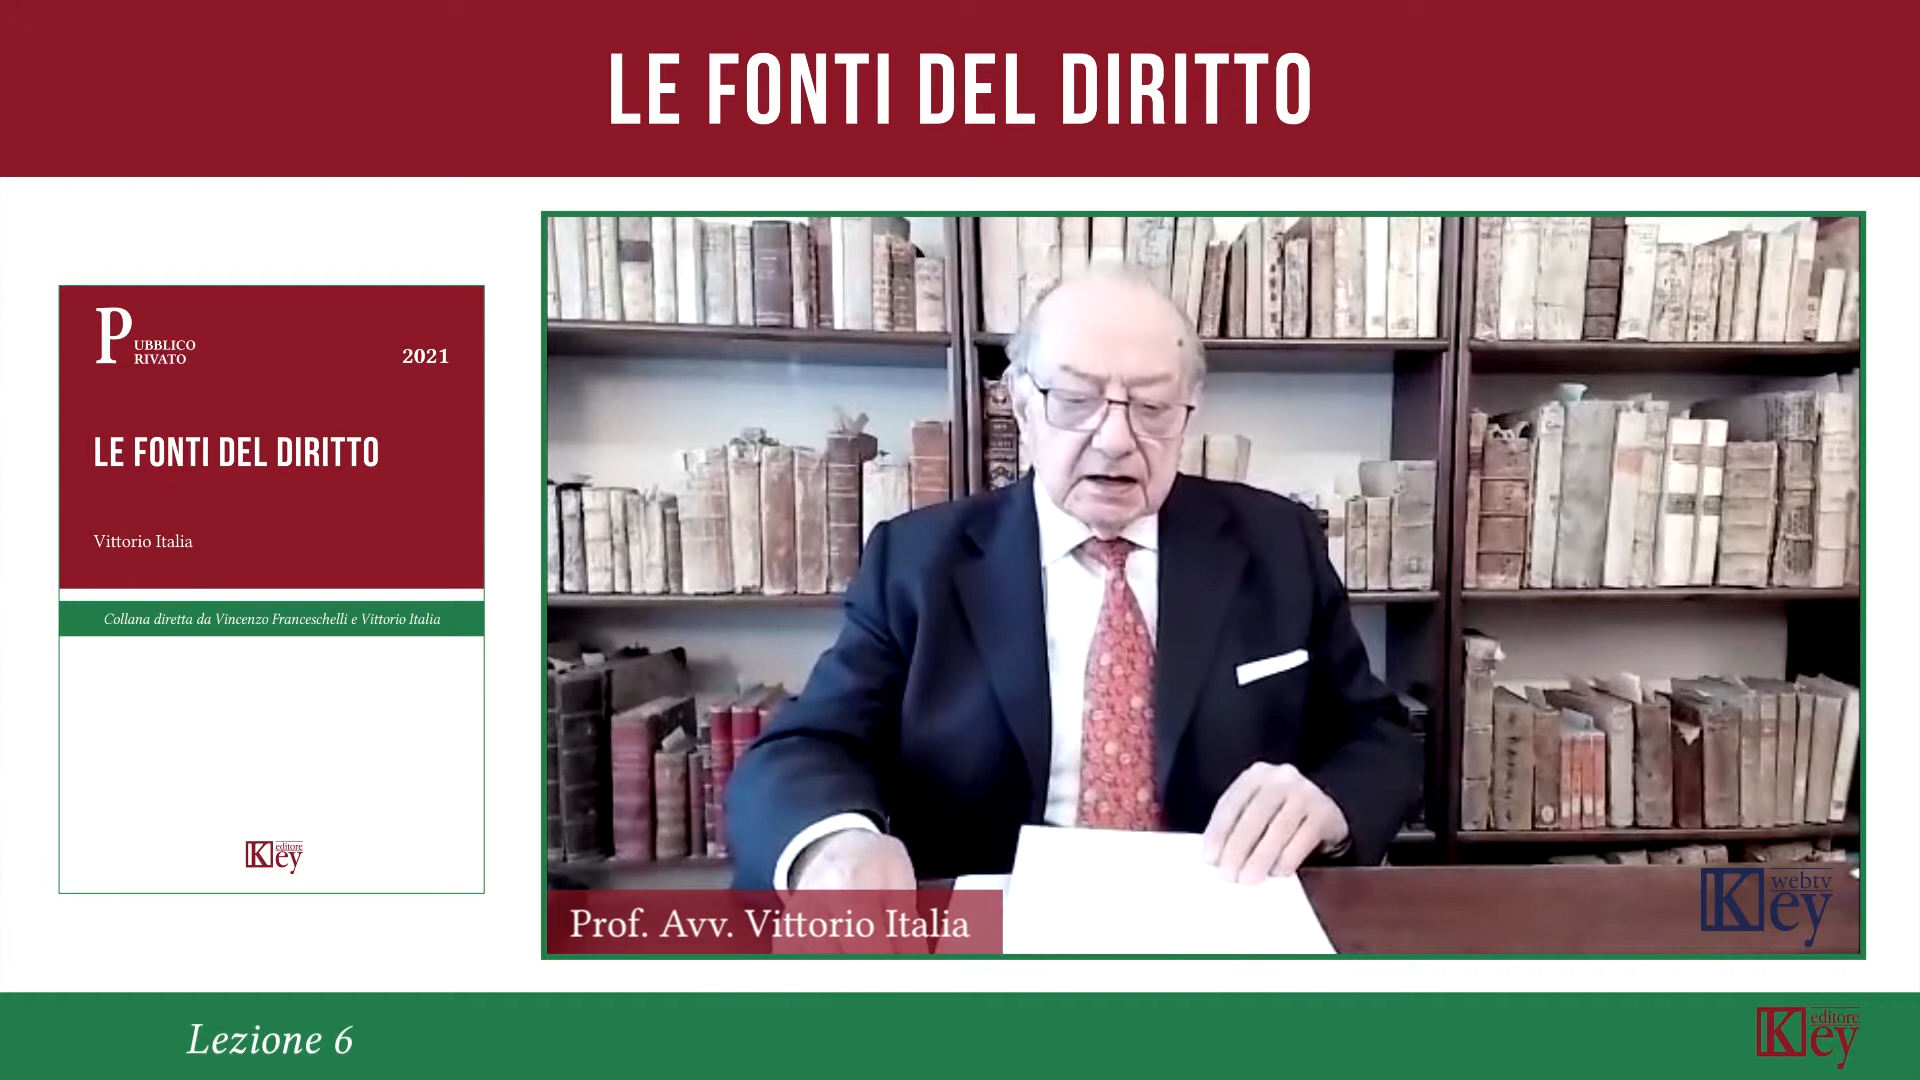 LE FONTI DEL DIRITTO
PUBBLICO
RIVATO
2021
LE FONTI DEL DIRITTO
Vittorio Italia
Collana diretta da Vincenzo Franceschelli e Vittorio Italia
Key editore
Prof. Avv. Vittorio Italia
Key webtv
Lezione 6
Key editore